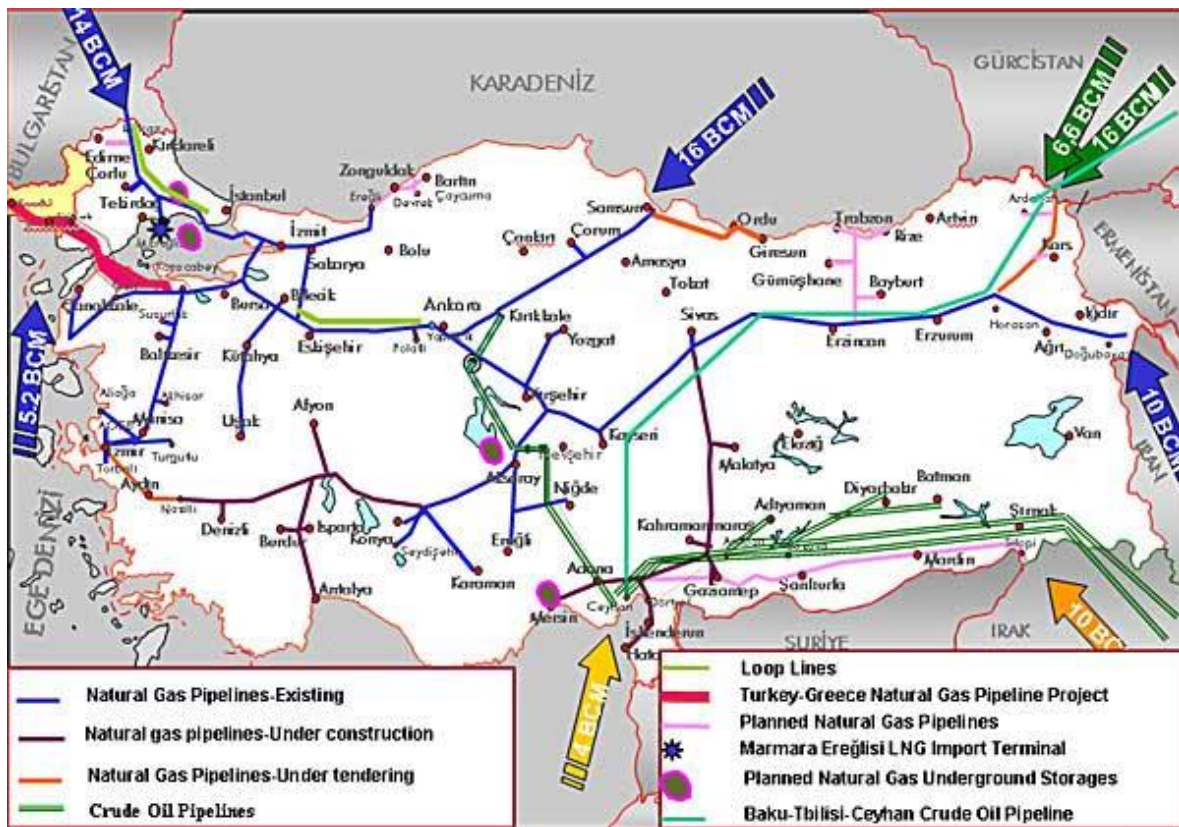 14 BCM
BULGARİSTAN
KARADENİZ
GÜRCİSTAN
6,6 BCM
16 BCM
16 BCM
Kırklareli
Edirne
Çorlu
Tekirdağ
İstanbul
Zonguldak
Bartın
Ereğli
Devrek
Çaycuma
Samsun
Ordu
Giresun
Trabzon
Rize
Artvin
Kars
ERMENİSTAN
İzmit
Sakarya
Bolu
Çankırı
Çorum
Amasya
Tokat
Gümüşhane
Bayburt
Karacabey
Çanakkale
Bursa
Bilecik
Ankara
Kırıkkale
Sivas
Erzincan
Erzurum
Horasan
Iğdır
Ağrı
Susurluk
Balıkesir
Kütahya
Eskişehir
Polatlı
Yozgat
5.2 BCM
Aliağa
Akhisar
Manisa
Uşak
Afyon
Kırşehir
Kayseri
Malatya
Elazığ
Van
10 BCM
İRAN
İzmir
Turgutlu
Torbalı
Aydın
Nazilli
Denizli
Burdur
Isparta
Konya
Seydişehir
Aksaray
Nevşehir
Niğde
Ereğli
Karaman
Kahramanmaraş
Adıyaman
Diyarbakır
Batman
Şırnak
Silopi
Mardin
Şanlıurfa
Gaziantep
EGE DENİZİ
Antalya
Adana
Mersin
Ceyhan
Dörtyol
İskenderun
4 BCM
SURİYE
IRAK
Natural Gas Pipelines-Existing
Natural gas pipelines-Under construction
Natural Gas Pipelines-Under tendering
Crude Oil Pipelines
Loop Lines
Turkey-Greece Natural Gas Pipeline Project
Planned Natural Gas Pipelines
Marmara Ereğlisi LNG Import Terminal
Planned Natural Gas Underground Storages
Baku-Tbilisi-Ceyhan Crude Oil Pipeline